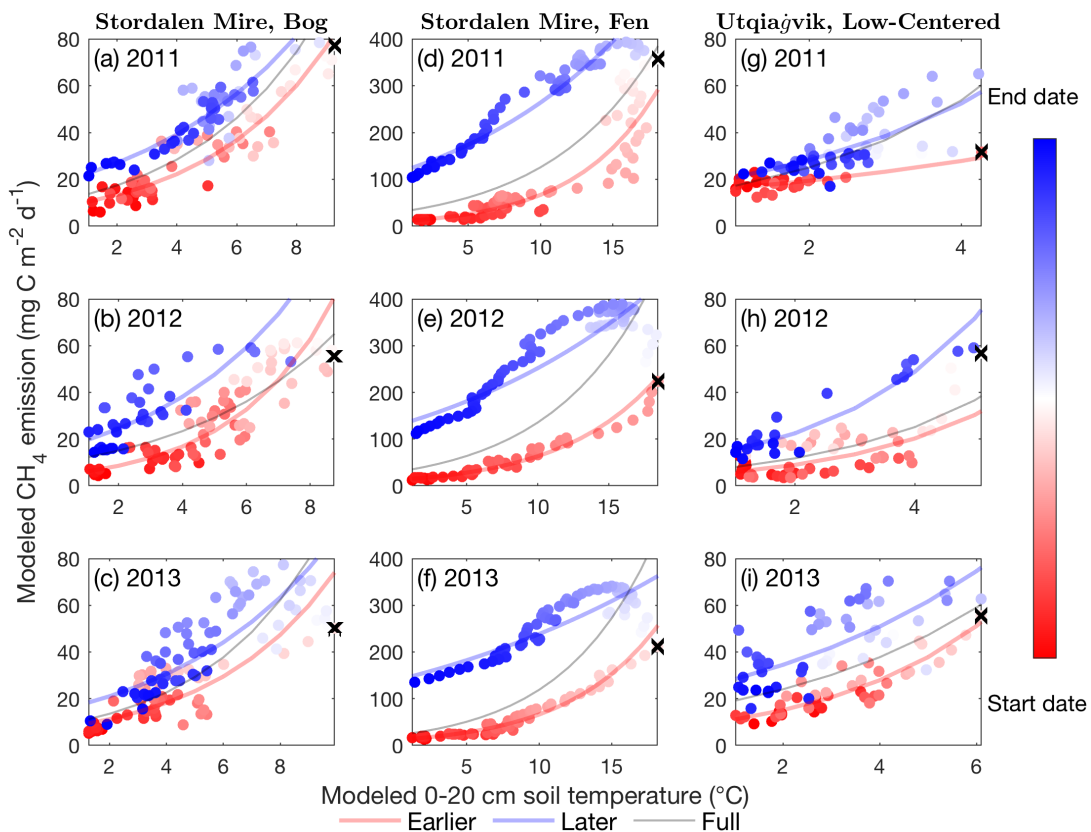 Stordalen Mire, Bog
Stordalen Mire, Fen
Utqiaġvik, Low-Centered
(a) 2011
80
60
40
20
0
2 4 6 8
(d) 2011
400
300
200
100
0
5 10 15
(g) 2011
80
60
40
20
0
2 4
(b) 2012
80
60
40
20
0
2 4 6 8
(e) 2012
400
300
200
100
0
5 10 15
(h) 2012
80
60
40
20
0
2 4
(c) 2013
80
60
40
20
0
2 4 6 8
(f) 2013
400
300
200
100
0
5 10 15
(i) 2013
80
60
40
20
0
2 4 6
Modeled CH₄ emission (mg C m⁻² d⁻¹)
Modeled 0-20 cm soil temperature (°C)
Earlier Later Full
End date
Start date